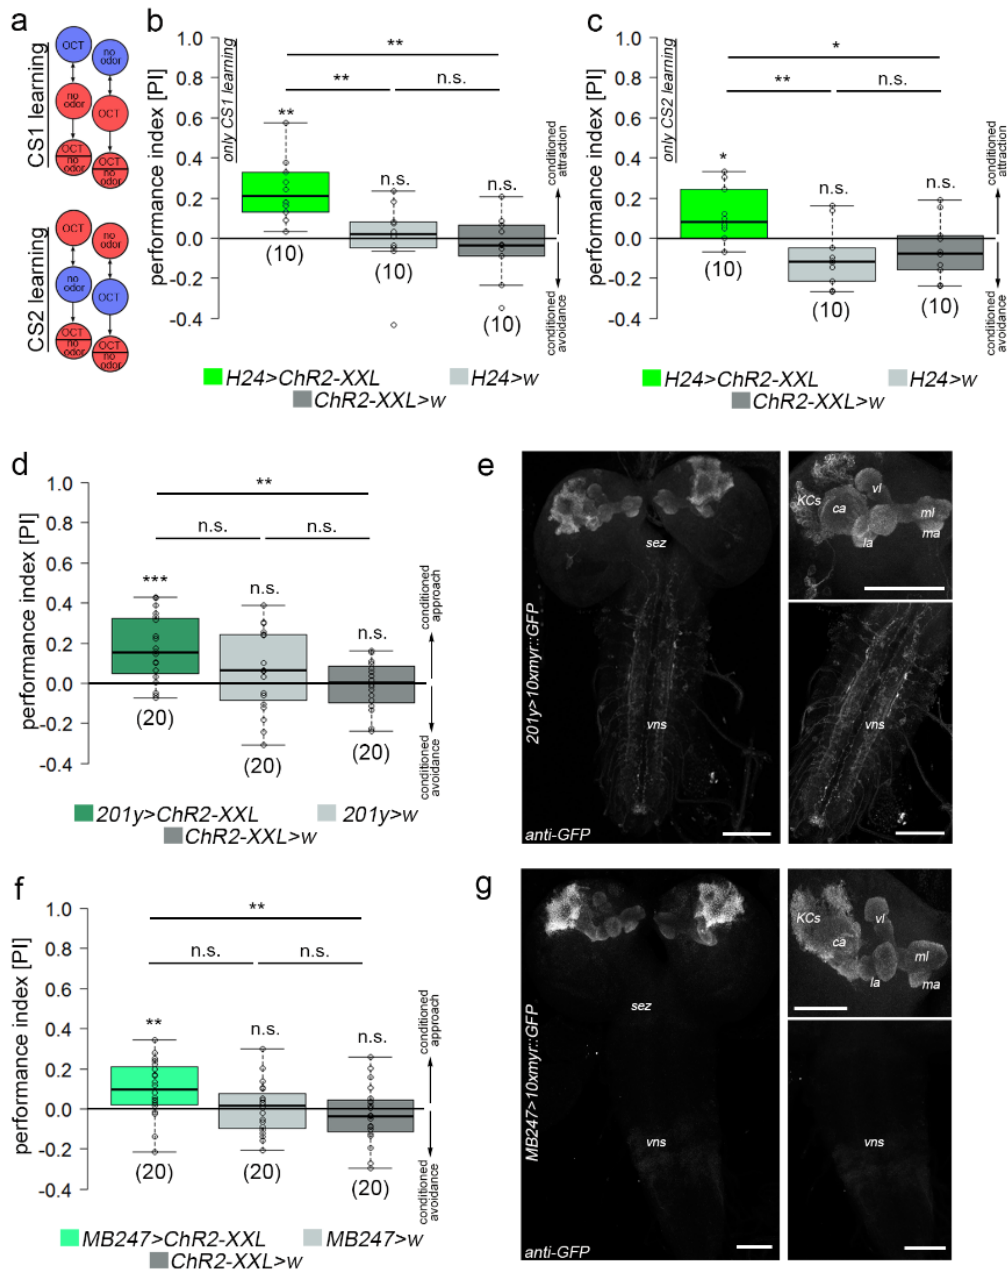 a
CS1 learning
OCT
no
odor
no
odor
OCT
OCT
no
odor
OCT
no odor
CS2 learning
OCT
no
odor
no
odor
OCT
OCT
no
odor
OCT
no odor
b
performance index [PI]
1.0
0.8
0.6
0.4
0.2
0.0
-0.2
-0.4
only CS1 learning
**
**
n.s.
**
n.s.
n.s.
(10)
(10)
(10)
conditioned
attraction
conditioned
avoidance
H24>ChR2-XXL
H24>w
ChR2-XXL>w
c
performance index [PI]
1.0
0.8
0.6
0.4
0.2
0.0
-0.2
-0.4
only CS2 learning
*
**
n.s.
*
n.s.
n.s.
(10)
(10)
(10)
conditioned
attraction
conditioned
avoidance
H24>ChR2-XXL
H24>w
ChR2-XXL>w
d
performance index [PI]
1.0
0.8
0.6
0.4
0.2
0.0
-0.2
-0.4
**
n.s.
n.s.
***
n.s.
n.s.
(20)
(20)
(20)
conditioned
approach
conditioned
avoidance
201y>ChR2-XXL
201y>w
ChR2-XXL>w
e
201y>10xmyr::GFP
sez
vns
anti-GFP
KCs
ca
vl
la
ml
ma
vns
f
performance index [PI]
1.0
0.8
0.6
0.4
0.2
0.0
-0.2
-0.4
**
n.s.
n.s.
**
n.s.
n.s.
(20)
(20)
(20)
conditioned
approach
conditioned
avoidance
MB247>ChR2-XXL
MB247>w
ChR2-XXL>w
g
MB247>10xmyr::GFP
sez
vns
anti-GFP
KCs
ca
vl
la
ml
ma
vns